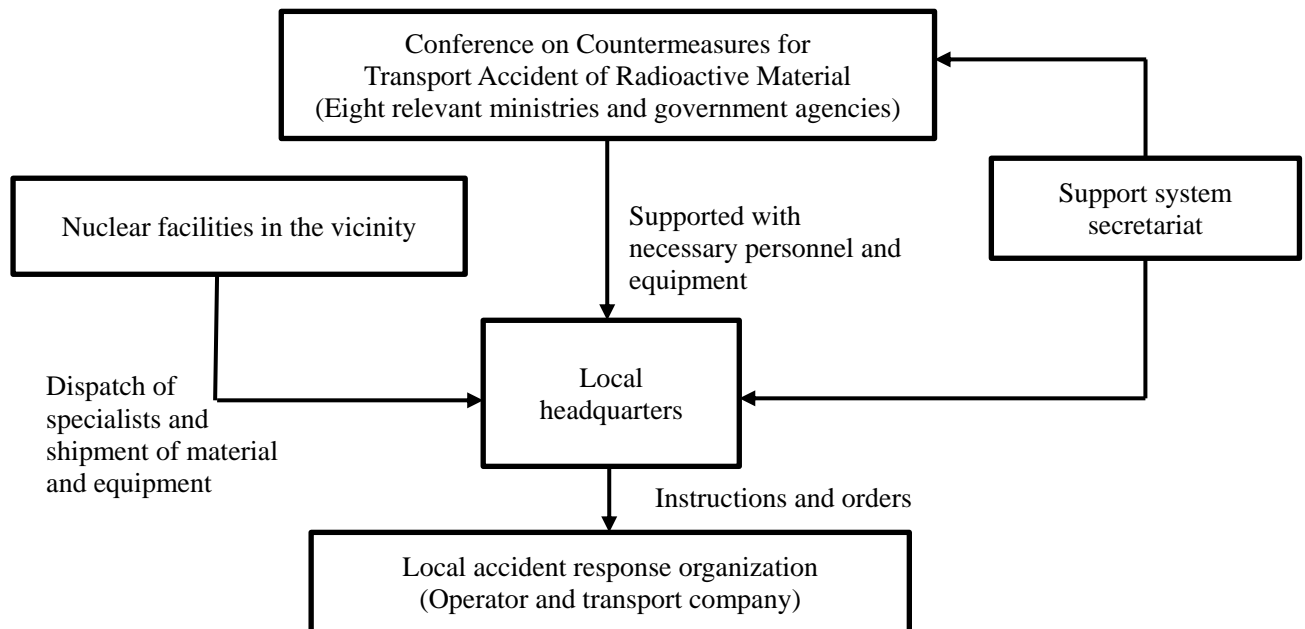 Conference on Countermeasures for
Transport Accident of Radioactive Material
(Eight relevant ministries and government agencies)
Nuclear facilities in the vicinity
Support system
secretariat
Supported with
necessary personnel and
equipment
Dispatch of
specialists and
shipment of material
and equipment
Local
headquarters
Instructions and orders
Local accident response organization
(Operator and transport company)